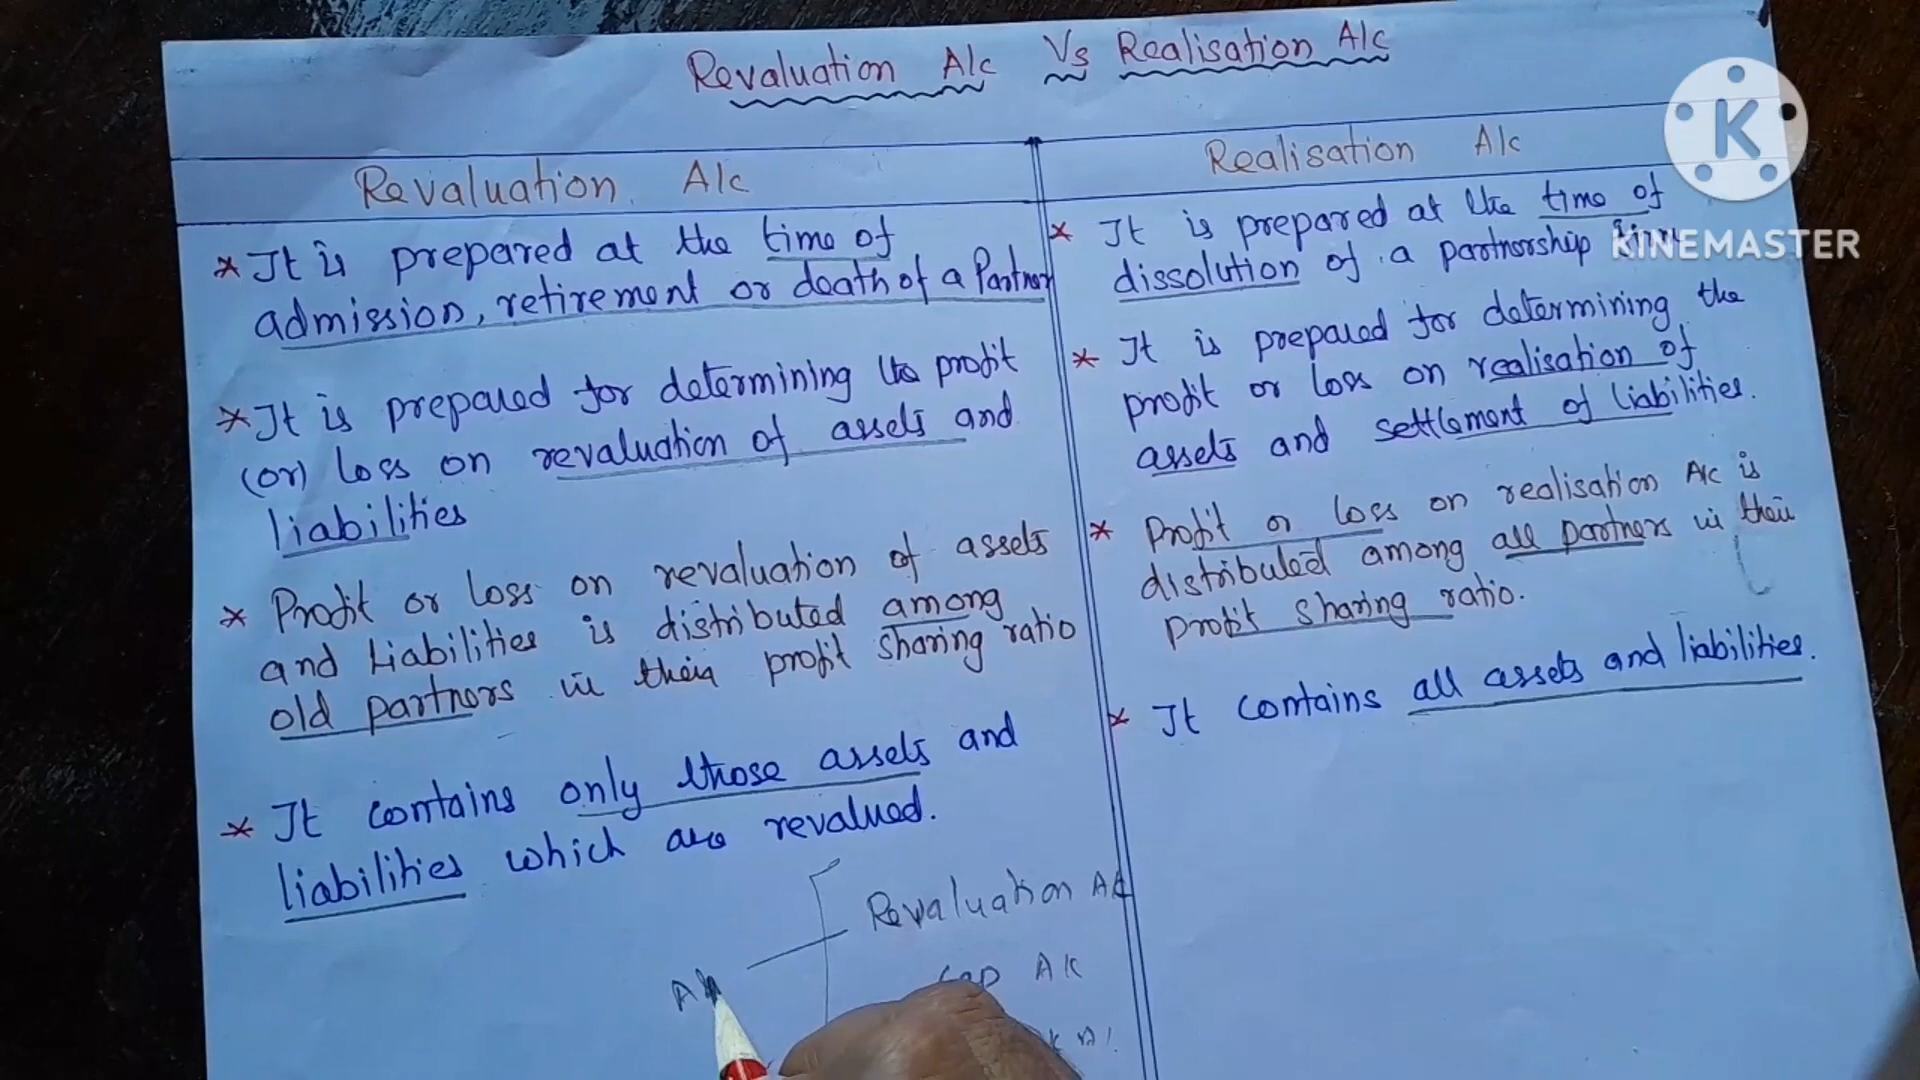 Revaluation A/c Vs Realisation A/c
Revaluation A/c
* It is prepared at the time of
admission, retirement or death of a Partner
* It is prepared for determining the profit
(or) loss on revaluation of assets and
liabilities
* Profit or loss on revaluation of assets
and Liabilities is distributed among
old partners in their profit sharing ratio
* It contains only those assets and
liabilities which are revalued.
Realisation A/c
* It is prepared at the time of
dissolution of a partnership
* It is prepared for determining the
profit or loss on realisation of
assets and settlement of liabilities.
* Profit or loss on realisation A/c is
distributed among all partners in their
profit sharing ratio.
* It contains all assets and liabilities.
Revaluation A/c
Cap A/c
K
KINEMASTER